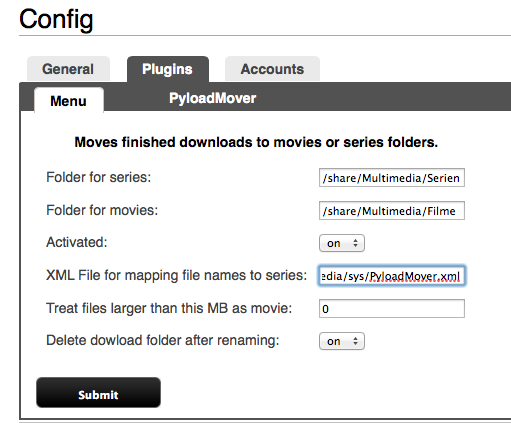 Config
General Plugins Accounts
Menu PyloadMover
Moves finished downloads to movies or series folders.
Folder for series: /share/Multimedia/Serien
Folder for movies: /share/Multimedia/Filme
Activated: on
XML File for mapping file names to series: edia/sys/PyloadMover.xml
Treat files larger than this MB as movie: 0
Delete dowload folder after renaming: on
Submit